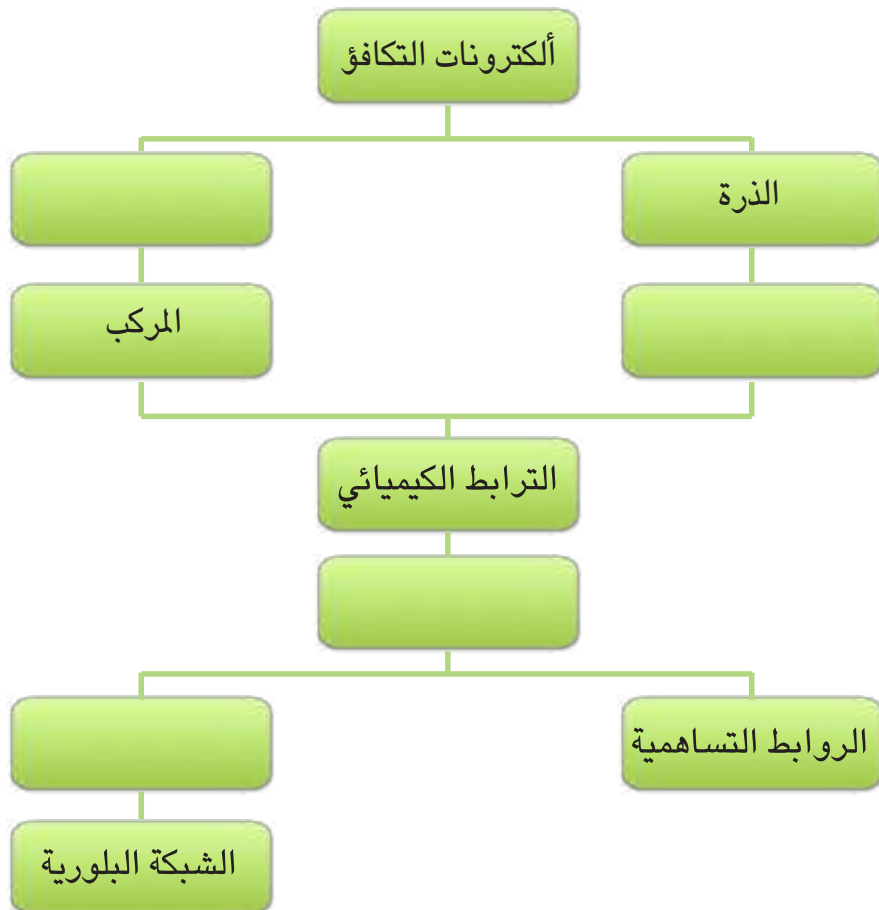 ألكترونات التكافؤ
الذرة
المركب
الترابط الكيميائي
الروابط التساهمية
الشبكة البلورية